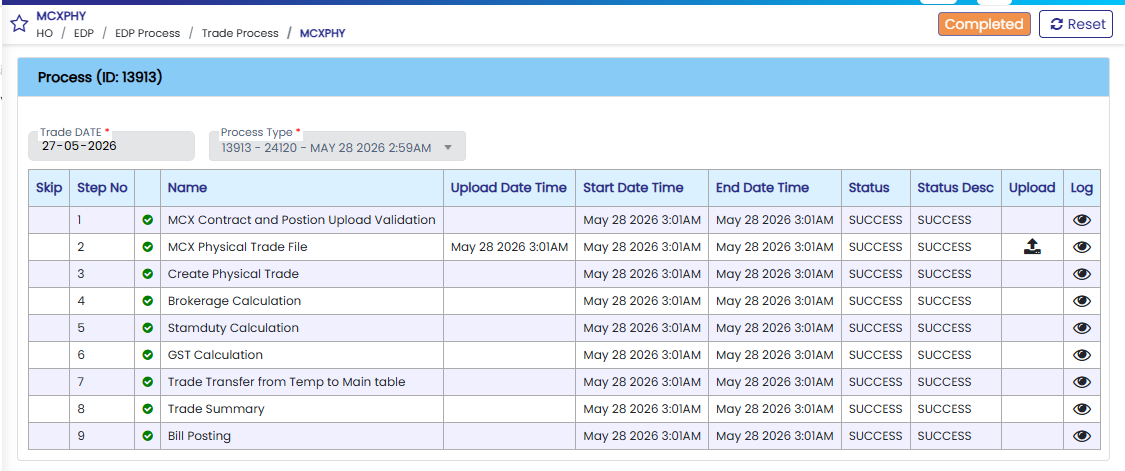 MCXPHY
HO / EDP / EDP Process / Trade Process / MCXPHY
Completed
Reset
Process (ID: 13913)
Trade DATE *
27-05-2026
Process Type *
13913 - 24120 - MAY 28 2026 2:59AM
Skip Step No Name Upload Date Time Start Date Time End Date Time Status Status Desc Upload Log
1 MCX Contract and Postion Upload Validation May 28 2026 3:01AM May 28 2026 3:01AM SUCCESS SUCCESS
2 MCX Physical Trade File May 28 2026 3:01AM May 28 2026 3:01AM May 28 2026 3:01AM SUCCESS SUCCESS
3 Create Physical Trade May 28 2026 3:01AM May 28 2026 3:01AM SUCCESS SUCCESS
4 Brokerage Calculation May 28 2026 3:01AM May 28 2026 3:01AM SUCCESS SUCCESS
5 Stamduty Calculation May 28 2026 3:01AM May 28 2026 3:01AM SUCCESS SUCCESS
6 GST Calculation May 28 2026 3:01AM May 28 2026 3:01AM SUCCESS SUCCESS
7 Trade Transfer from Temp to Main table May 28 2026 3:01AM May 28 2026 3:01AM SUCCESS SUCCESS
8 Trade Summary May 28 2026 3:01AM May 28 2026 3:01AM SUCCESS SUCCESS
9 Bill Posting May 28 2026 3:01AM May 28 2026 3:01AM SUCCESS SUCCESS